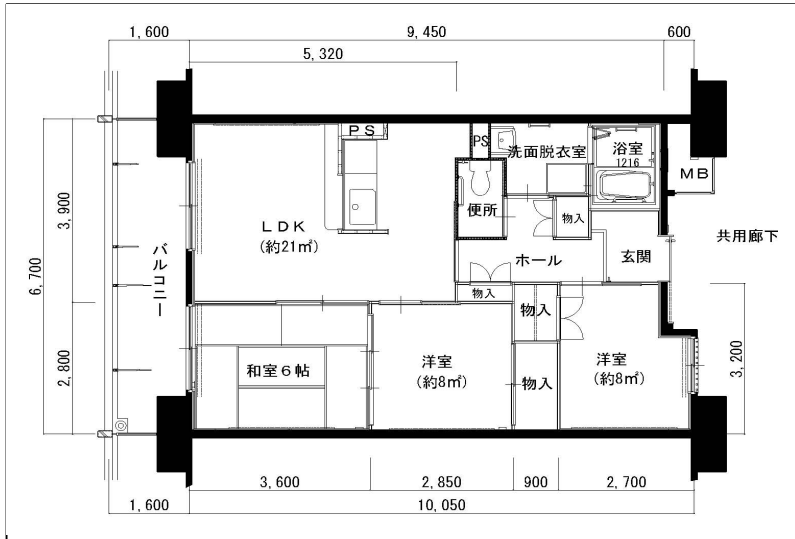 1,600
9,450
600
5,320
PS
PS
洗面脱衣室
浴室
1216
MB
便所
物入
LDK
(約21㎡)
共用廊下
ホール
玄関
バルコニー
3,900
6,700
2,800
3,200
物入
物入
物入
和室6帖
洋室
(約8㎡)
洋室
(約8㎡)
3,600
2,850
900
2,700
1,600
10,050